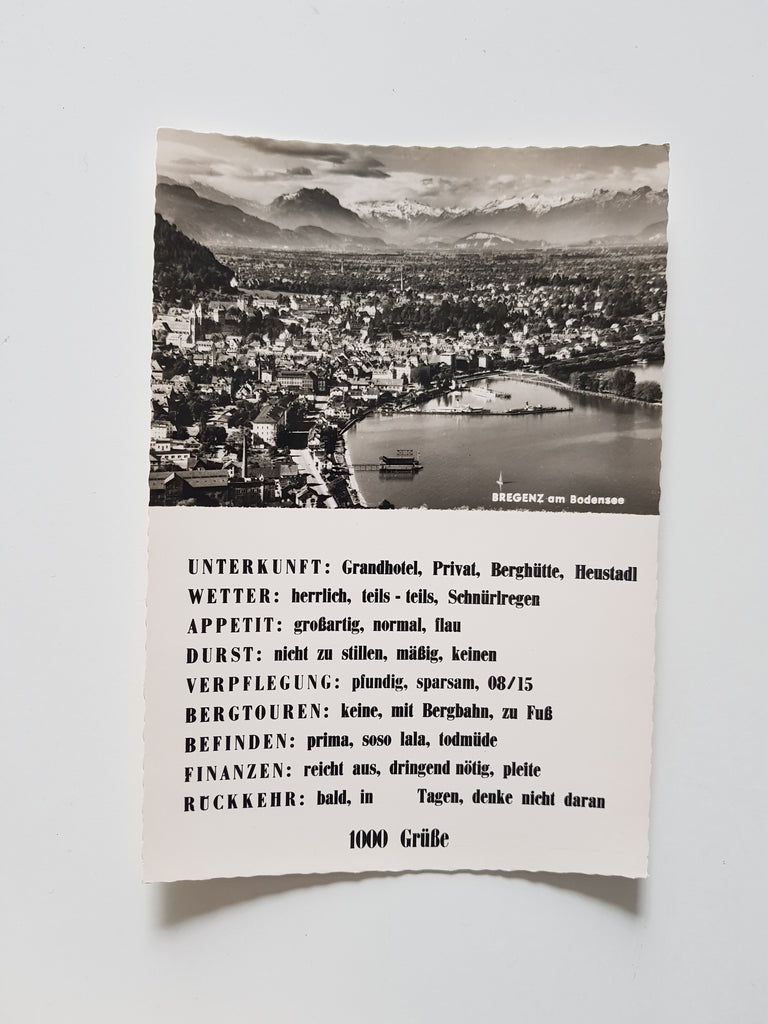 BREGENZ am Bodensee
UNTERKUNFT: Grandhotel, Privat, Berghütte, Heustadl
WETTER: herrlich, teils - teils, Schnürlregen
APPETIT: großartig, normal, flau
DURST: nicht zu stillen, mäßig, keinen
VERPFLEGUNG: pfundig, sparsam, 08/15
BERGTOUREN: keine, mit Bergbahn, zu Fuß
BEFINDEN: prima, soso lala, todmüde
FINANZEN: reicht aus, dringend nötig, pleite
RÜCKKEHR: bald, in Tagen, denke nicht daran
1000 Grüße